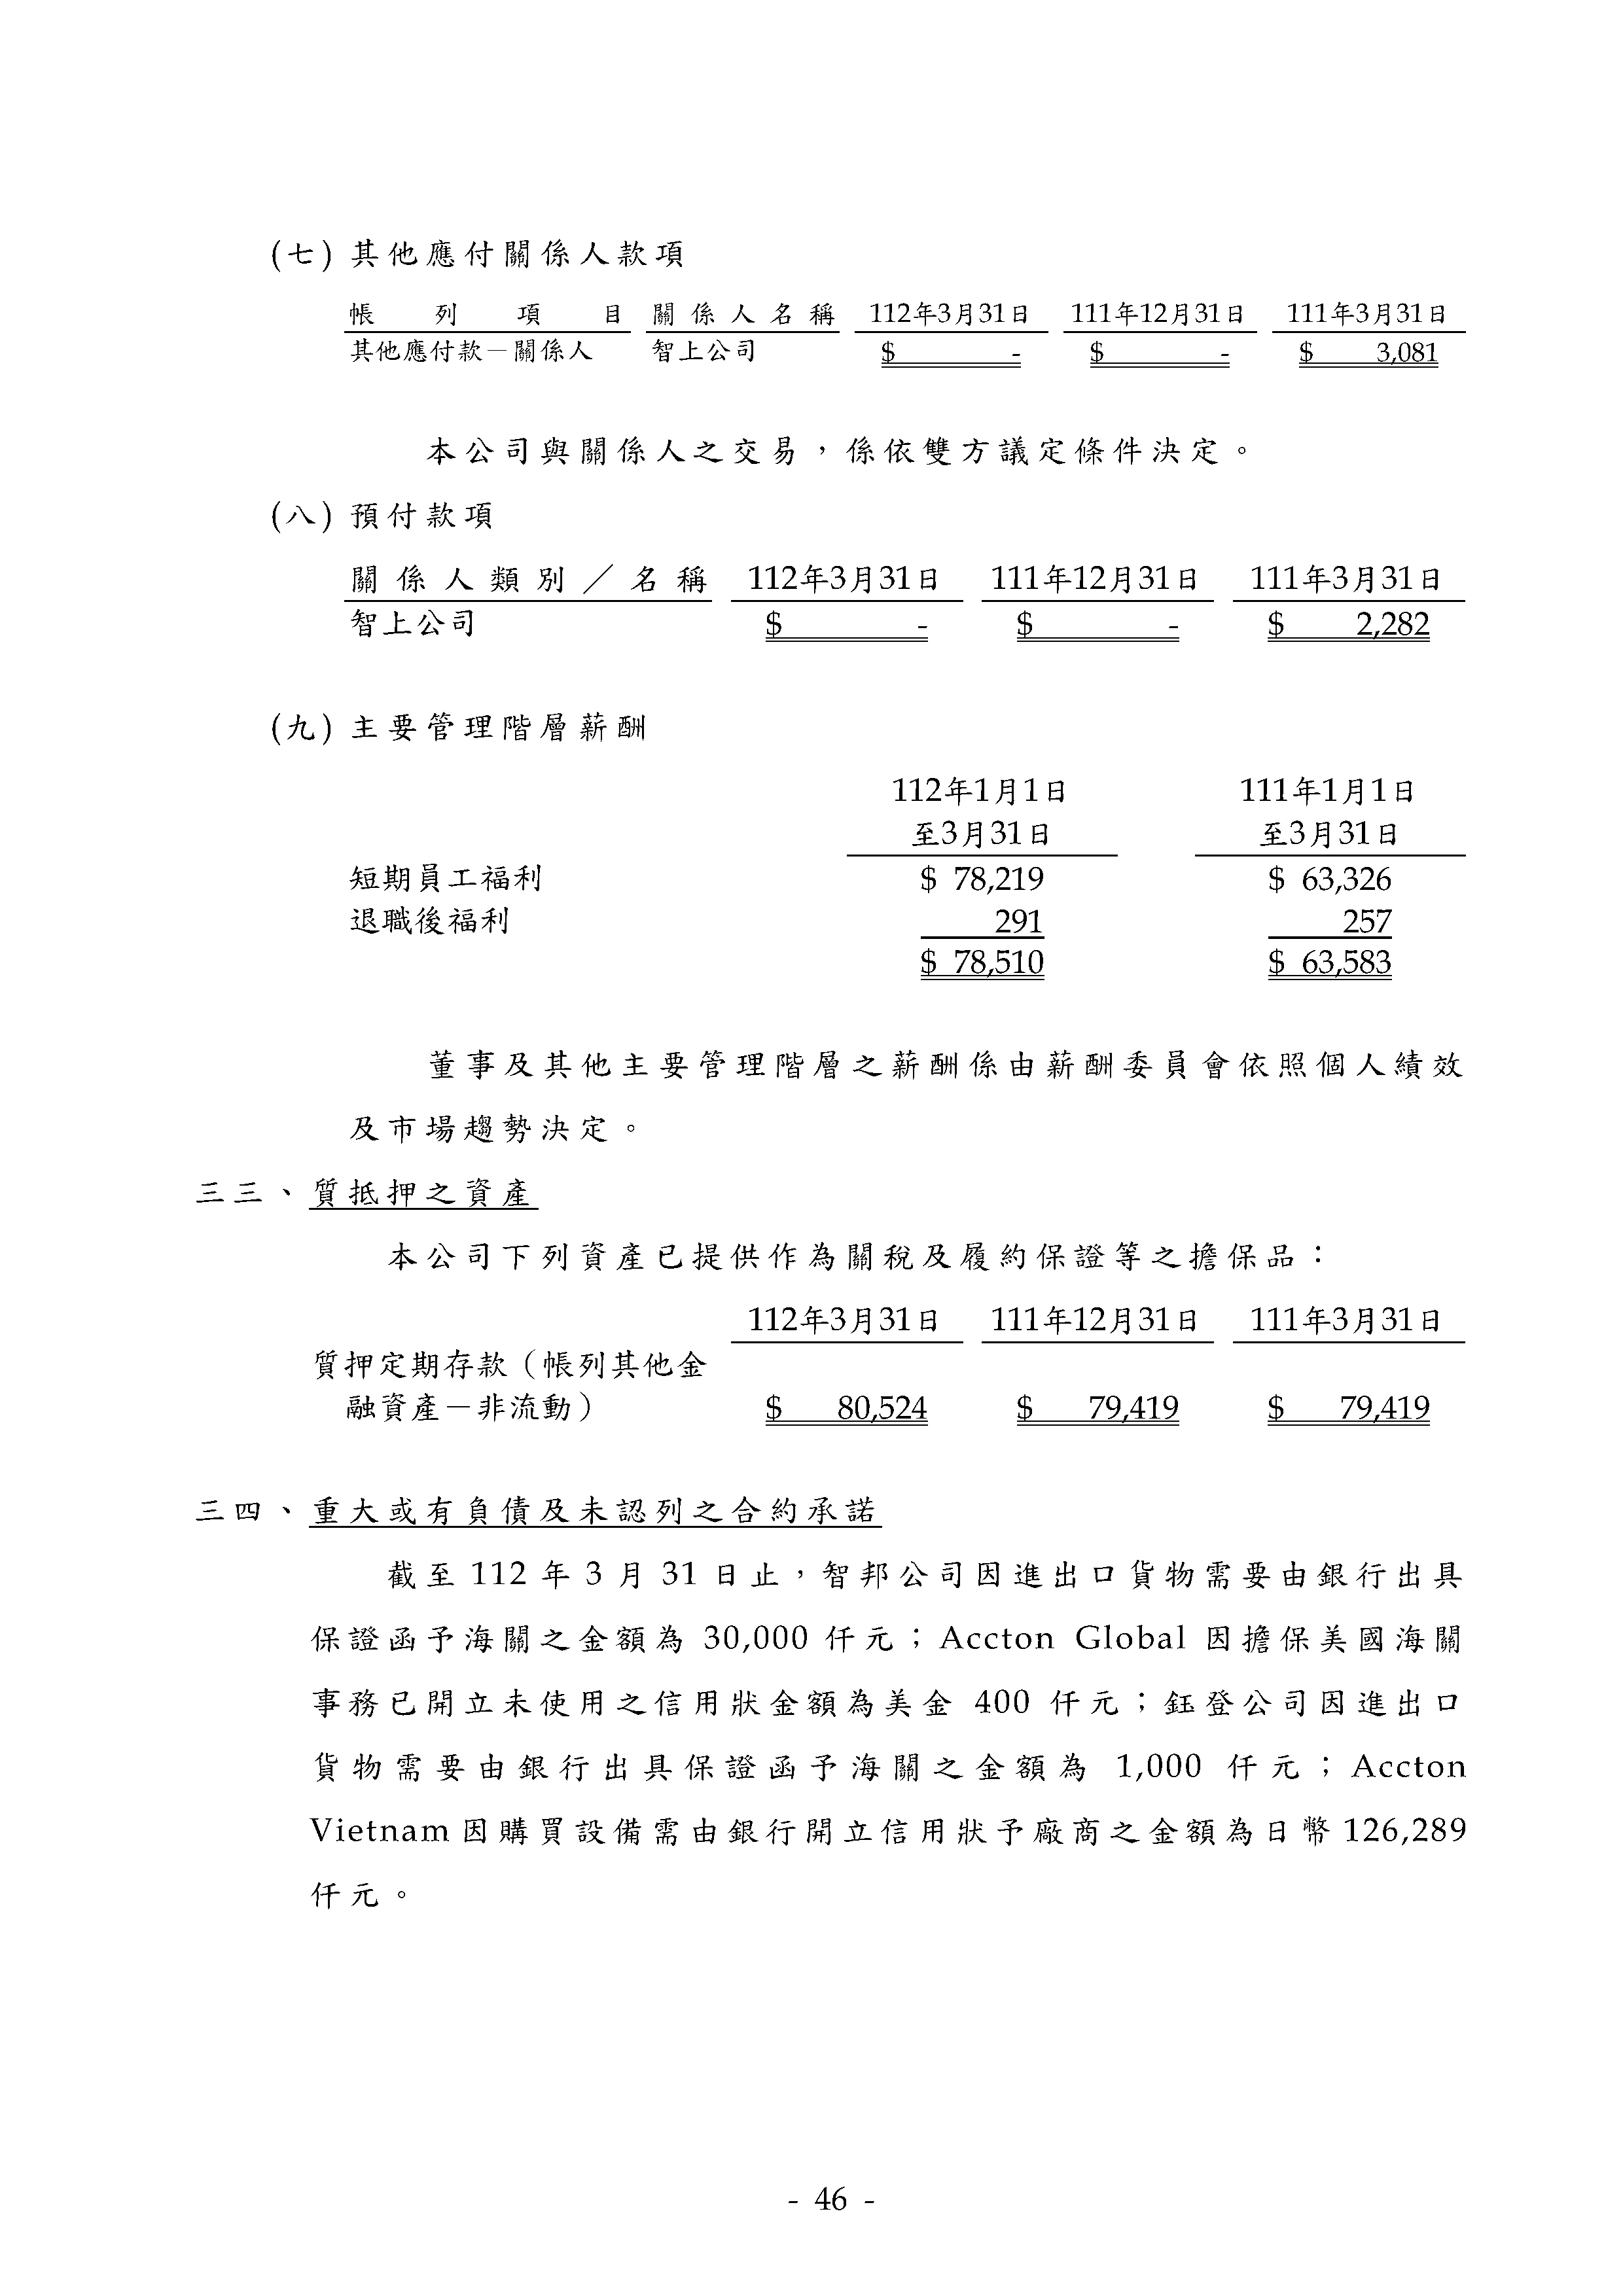 (七) 其他應付關係人款項
帳列項目 關係人名稱 112年3月31日 111年12月31日 111年3月31日
其他應付款－關係人 智上公司 $ - $ - $ 3,081
本公司與關係人之交易，係依雙方議定條件決定。
(八) 預付款項
關係人類別／名稱 112年3月31日 111年12月31日 111年3月31日
智上公司 $ - $ - $ 2,282
(九) 主要管理階層薪酬
112年1月1日 111年1月1日
至3月31日 至3月31日
短期員工福利 $ 78,219 $ 63,326
退職後福利 291 257
$ 78,510 $ 63,583
董事及其他主要管理階層之薪酬係由薪酬委員會依照個人績效
及市場趨勢決定。
三三、質抵押之資產
本公司下列資產已提供作為關稅及履約保證等之擔保品：
112年3月31日 111年12月31日 111年3月31日
質押定期存款（帳列其他金
融資產－非流動） $ 80,524 $ 79,419 $ 79,419
三四、重大或有負債及未認列之合約承諾
截至 112 年 3 月 31 日止，智邦公司因進出口貨物需要由銀行出具
保證函予海關之金額為 30,000 仟元；Accton Global 因擔保美國海關
事務已開立未使用之信用狀金額為美金 400 仟元；鈺登公司因進出口
貨物需要由銀行出具保證函予海關之金額為 1,000 仟元；Accton
Vietnam 因購買設備需由銀行開立信用狀予廠商之金額為日幣 126,289
仟元。
- 46 -